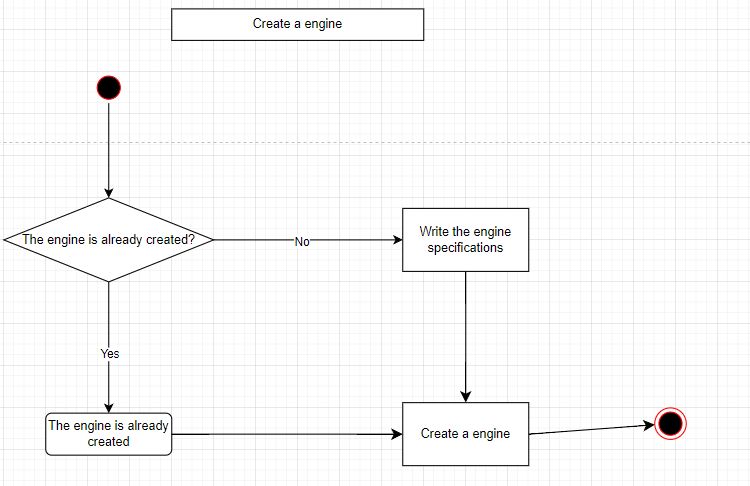 Create a engine
The engine is already created?
No
Write the engine
specifications
Yes
The engine is already
created
Create a engine